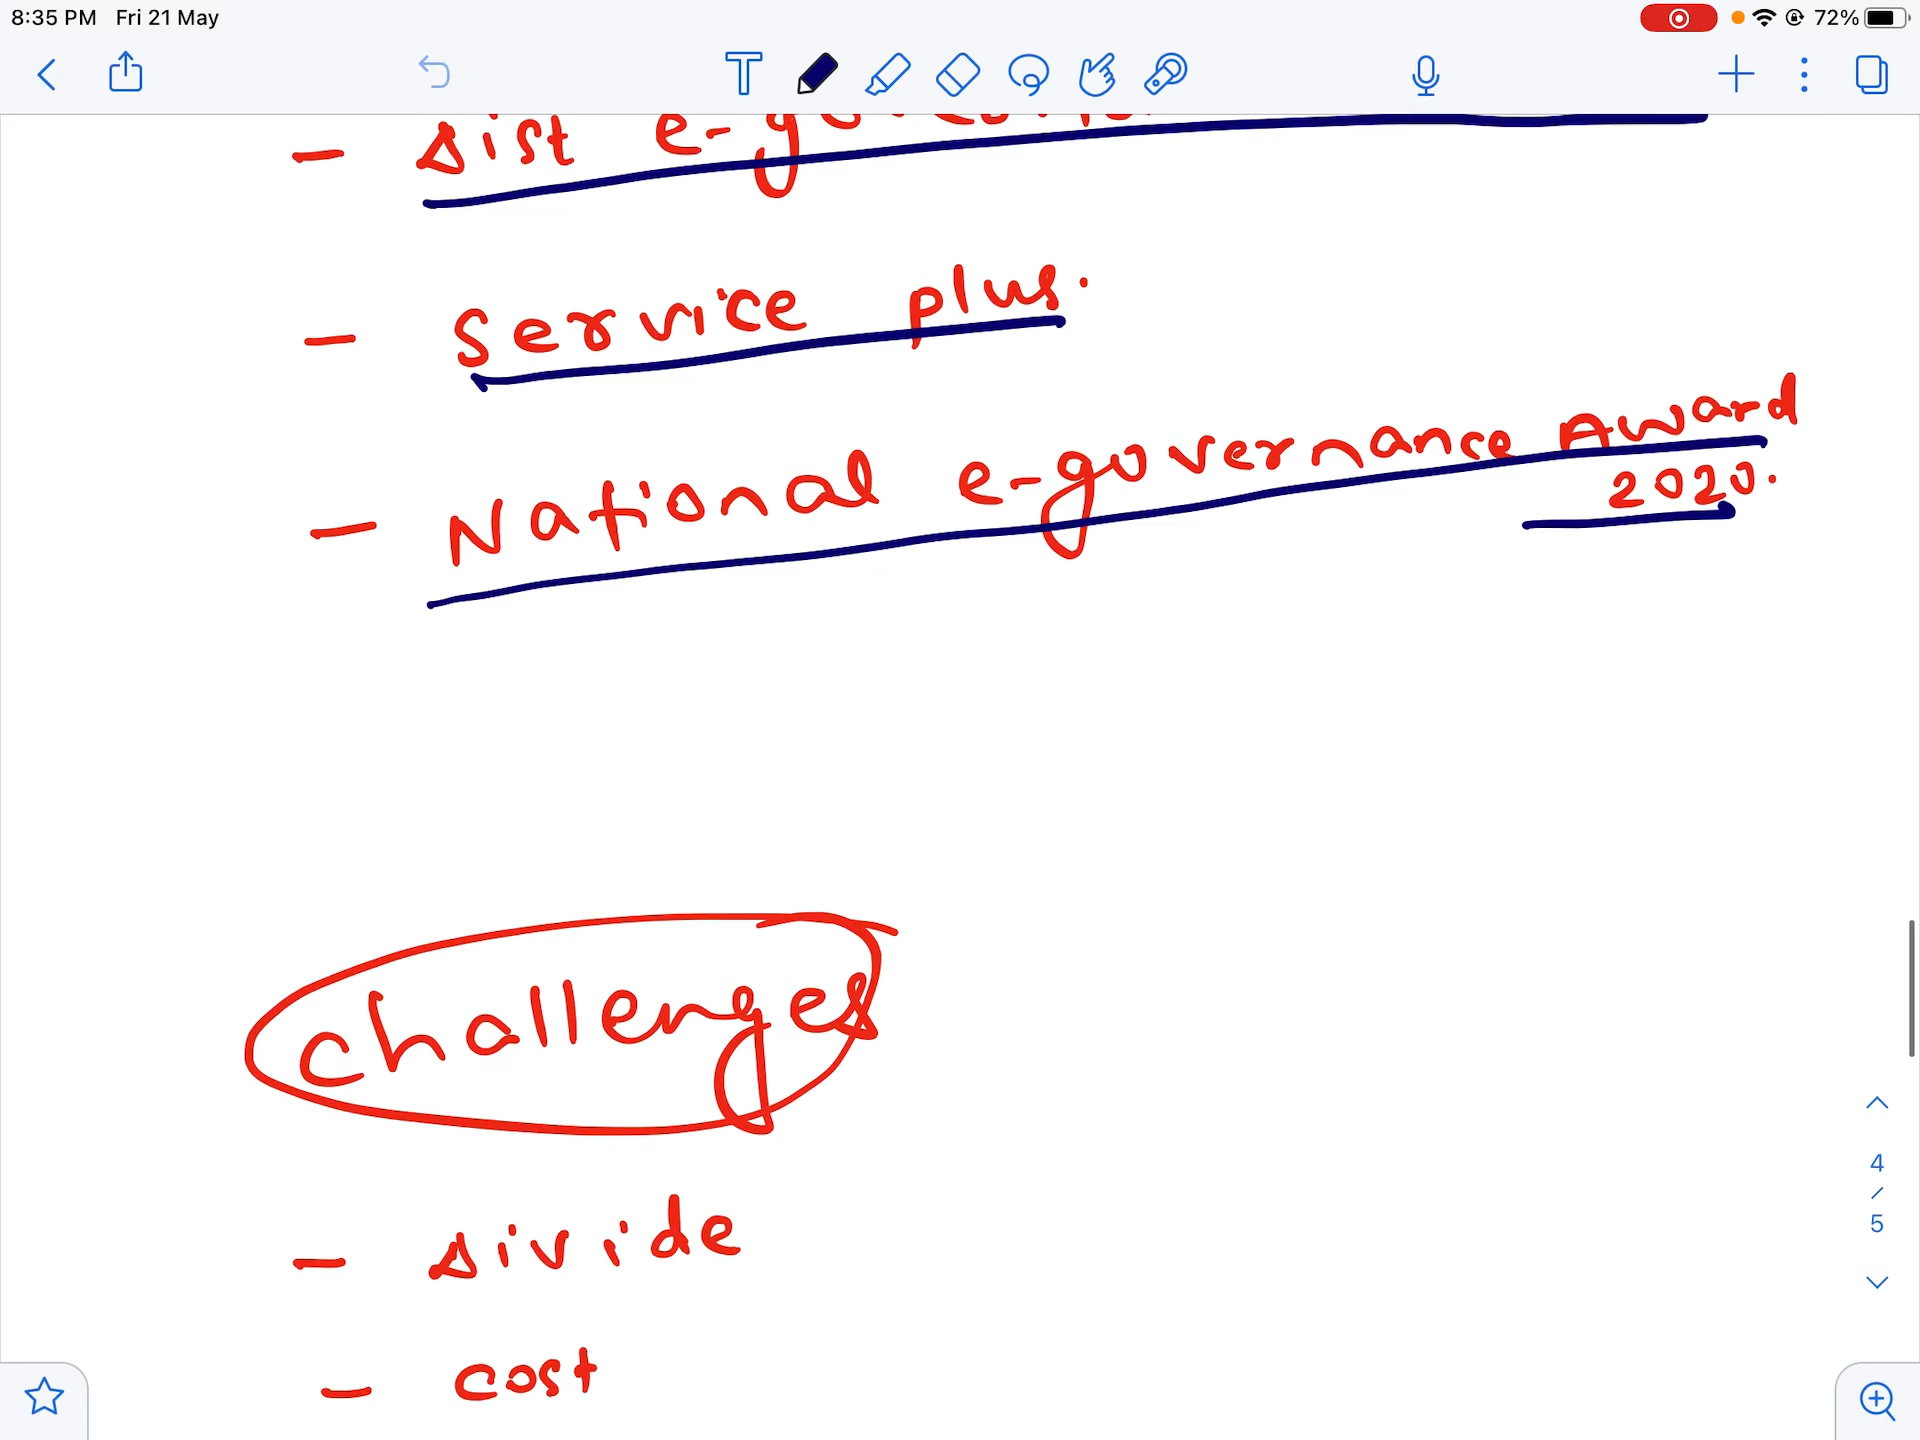 8:35 PM Fri 21 May 72%
- Dist e-
- Service plus.
- National e-governance Award
2020.
Challenges
- Divide
- cost
4
/
5